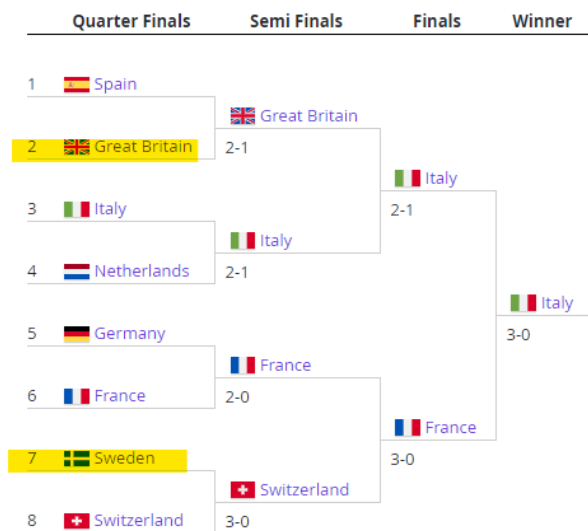 Quarter Finals Semi Finals Finals Winner
1 Spain
Great Britain
2 Great Britain 2-1
Italy
3 Italy 2-1
Italy
4 Netherlands 2-1
Italy
5 Germany 3-0
France
6 France 2-0
France
7 Sweden 3-0
Switzerland
8 Switzerland 3-0